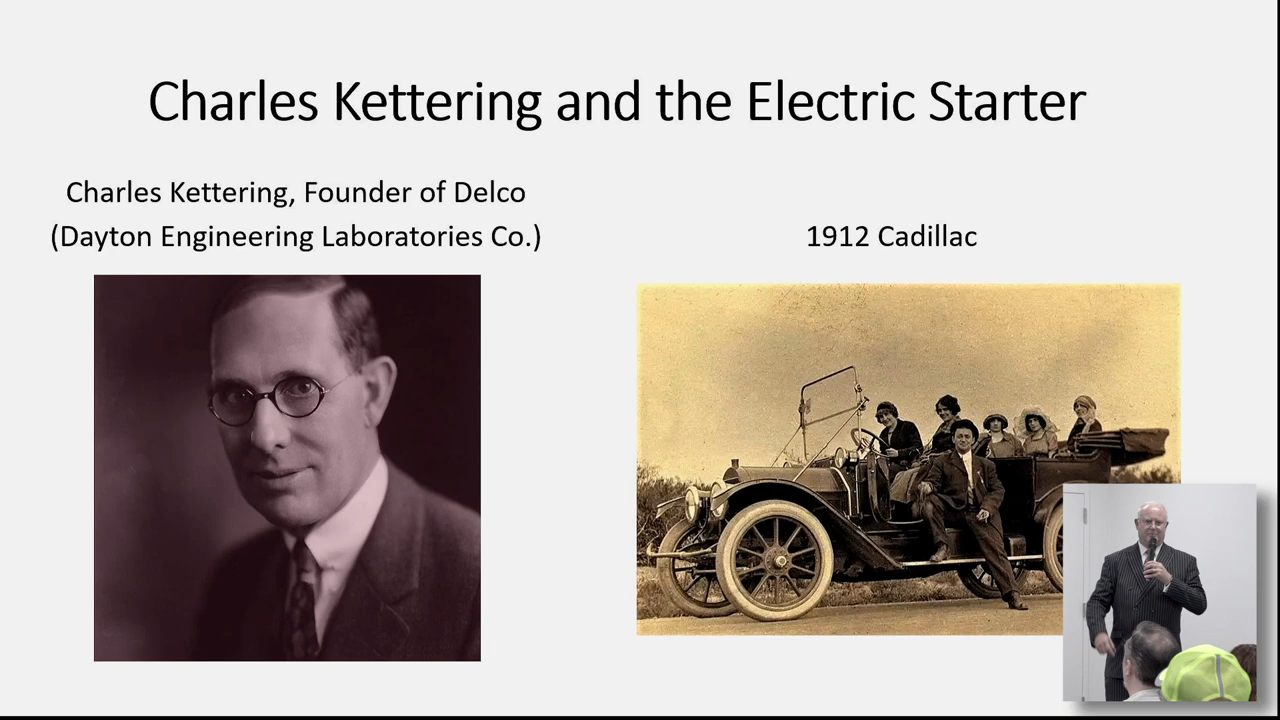 Charles Kettering and the Electric Starter
Charles Kettering, Founder of Delco
(Dayton Engineering Laboratories Co.)
1912 Cadillac